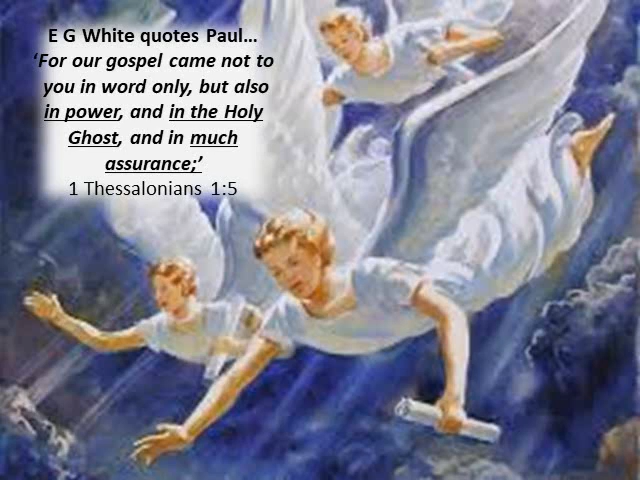 E G White quotes Paul…
‘For our gospel came not to
you in word only, but also
in power, and in the Holy
Ghost, and in much
assurance;’
1 Thessalonians 1:5